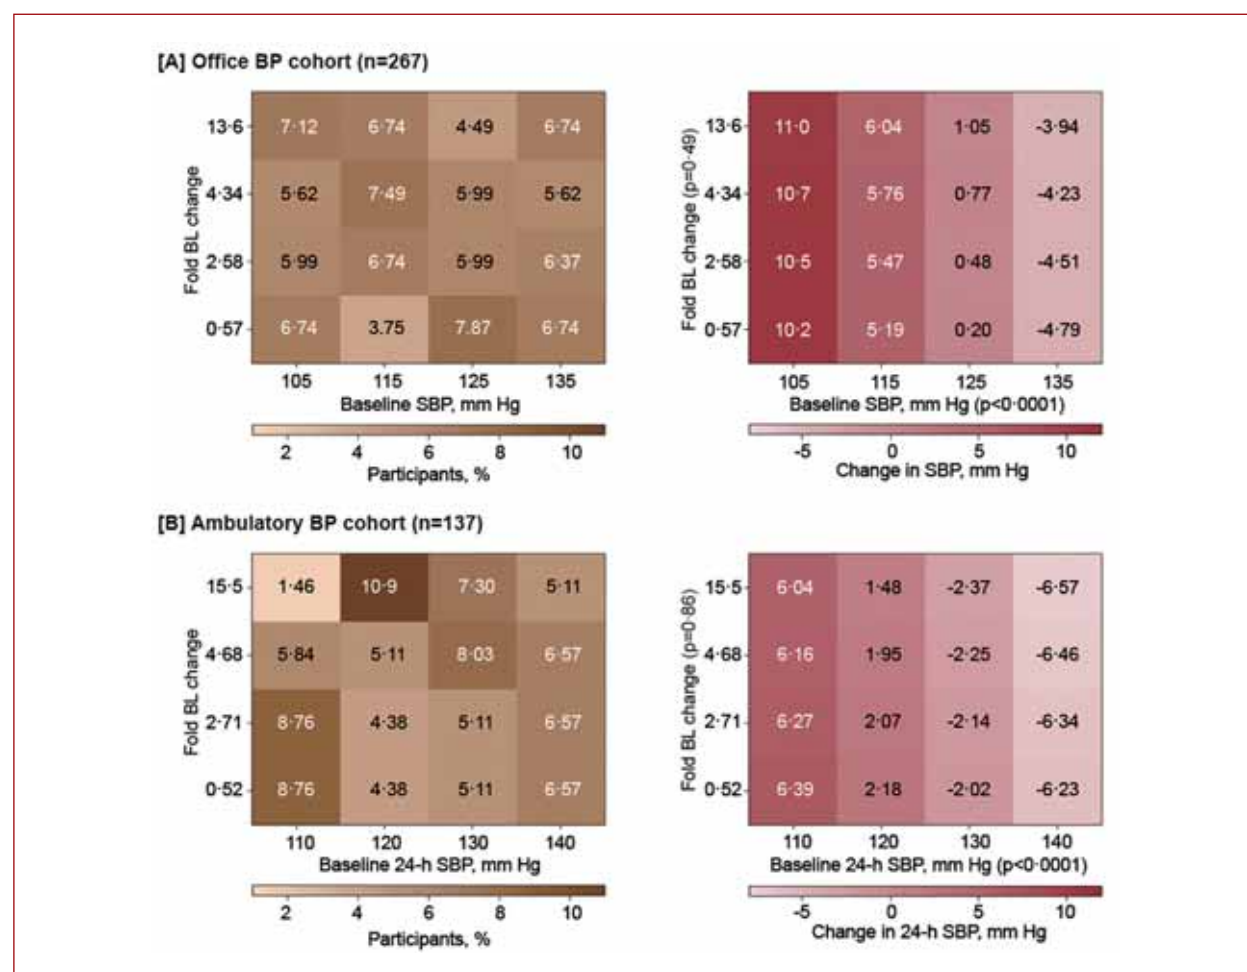 [A] Office BP cohort (n=267)
Fold BL change
13·6 7·12 6·74 4·49 6·74
4·34 5·62 7·49 5·99 5·62
2·58 5·99 6·74 5·99 6·37
0·57 6·74 3.75 7.87 6·74
105 115 125 135
Baseline SBP, mm Hg
2 4 6 8 10
Participants, %
Fold BL change (p=0·49)
13·6 11·0 6·04 1·05 -3·94
4·34 10·7 5·76 0·77 -4·23
2·58 10·5 5·47 0·48 -4·51
0·57 10·2 5·19 0·20 -4·79
105 115 125 135
Baseline SBP, mm Hg (p<0·0001)
-5 0 5 10
Change in SBP, mm Hg
[B] Ambulatory BP cohort (n=137)
Fold BL change
15·5 1·46 10·9 7·30 5·11
4·68 5·84 5·11 8·03 6·57
2·71 8·76 4·38 5·11 6·57
0·52 8·76 4·38 5·11 6·57
110 120 130 140
Baseline 24-h SBP, mm Hg
2 4 6 8 10
Participants, %
Fold BL change (p=0·86)
15·5 6·04 1·48 -2·37 -6·57
4·68 6·16 1·95 -2·25 -6·46
2·71 6·27 2·07 -2·14 -6·34
0·52 6·39 2·18 -2·02 -6·23
110 120 130 140
Baseline 24-h SBP, mm Hg (p<0·0001)
-5 0 5 10
Change in 24-h SBP, mm Hg